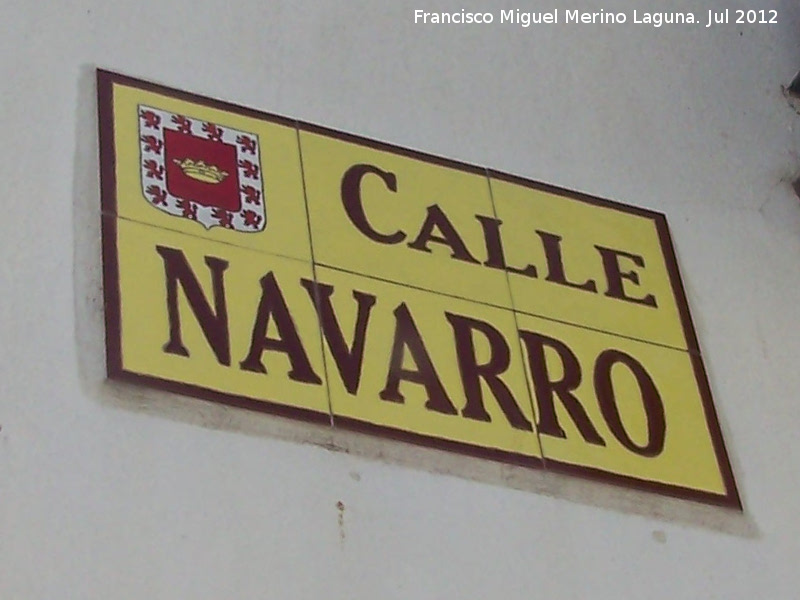 Francisco Miguel Merino Laguna. Jul 2012
CALLE
NAVARRO